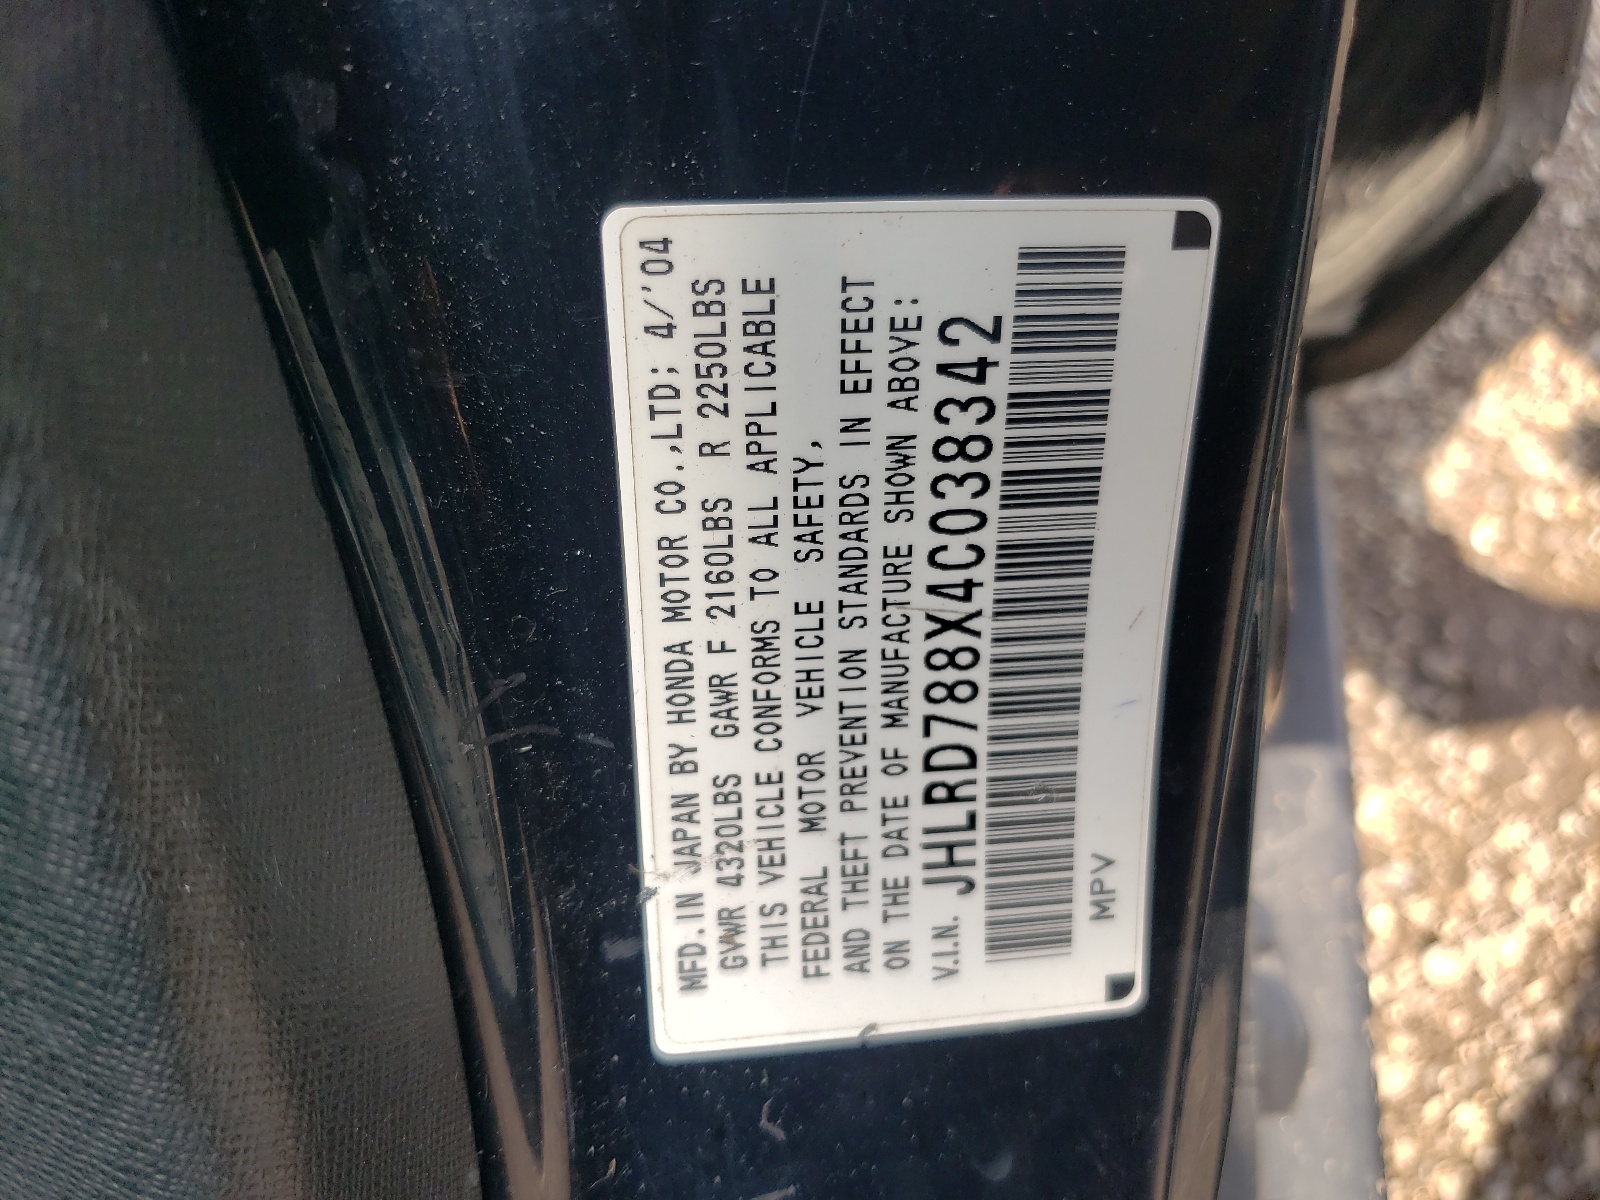 MFD. IN JAPAN BY HONDA MOTOR CO.,LTD; 4/'04
GVWR 4320LBS GAWR F 2160LBS R 2250LBS
THIS VEHICLE CONFORMS TO ALL APPLICABLE
FEDERAL MOTOR VEHICLE SAFETY,
AND THEFT PREVENTION STANDARDS IN EFFECT
ON THE DATE OF MANUFACTURE SHOWN ABOVE:
V.I.N. JHLRD788X4C038342
MPV